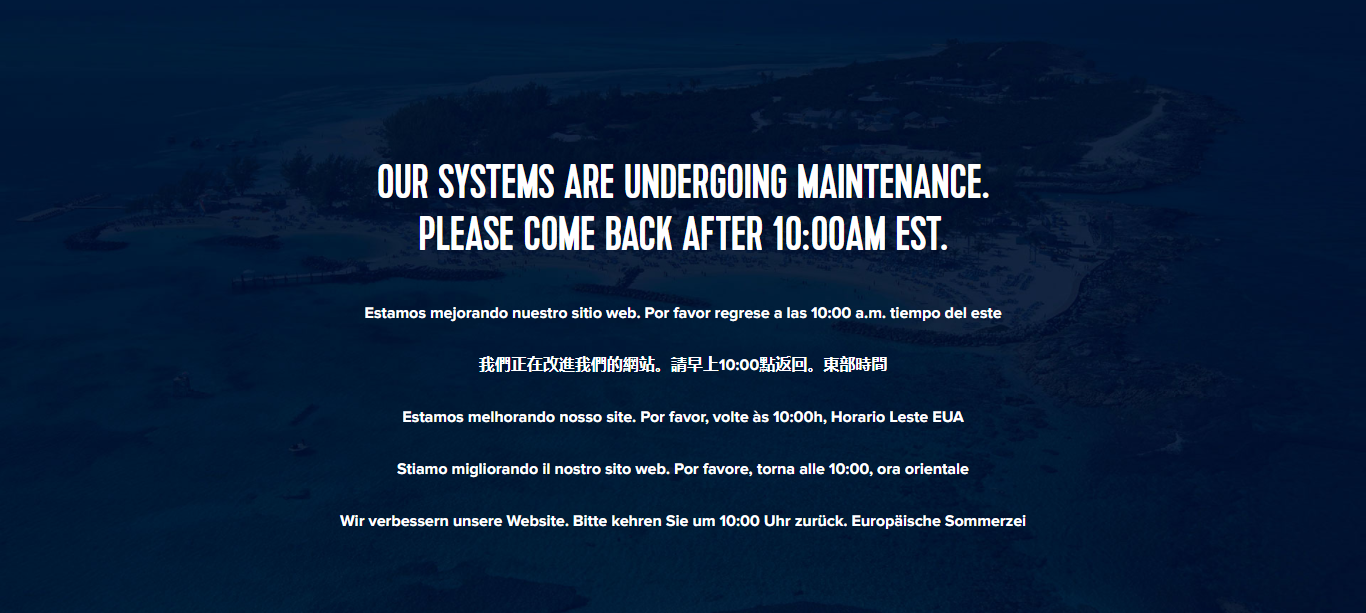 OUR SYSTEMS ARE UNDERGOING MAINTENANCE.
PLEASE COME BACK AFTER 10:00AM EST.
Estamos mejorando nuestro sitio web. Por favor regrese a las 10:00 a.m. tiempo del este
我們正在改進我們的網站。請早上10:00點返回。東部時間
Estamos melhorando nosso site. Por favor, volte às 10:00h, Horario Leste EUA
Stiamo migliorando il nostro sito web. Por favore, torna alle 10:00, ora orientale
Wir verbessern unsere Website. Bitte kehren Sie um 10:00 Uhr zurück. Europäische Sommerzei